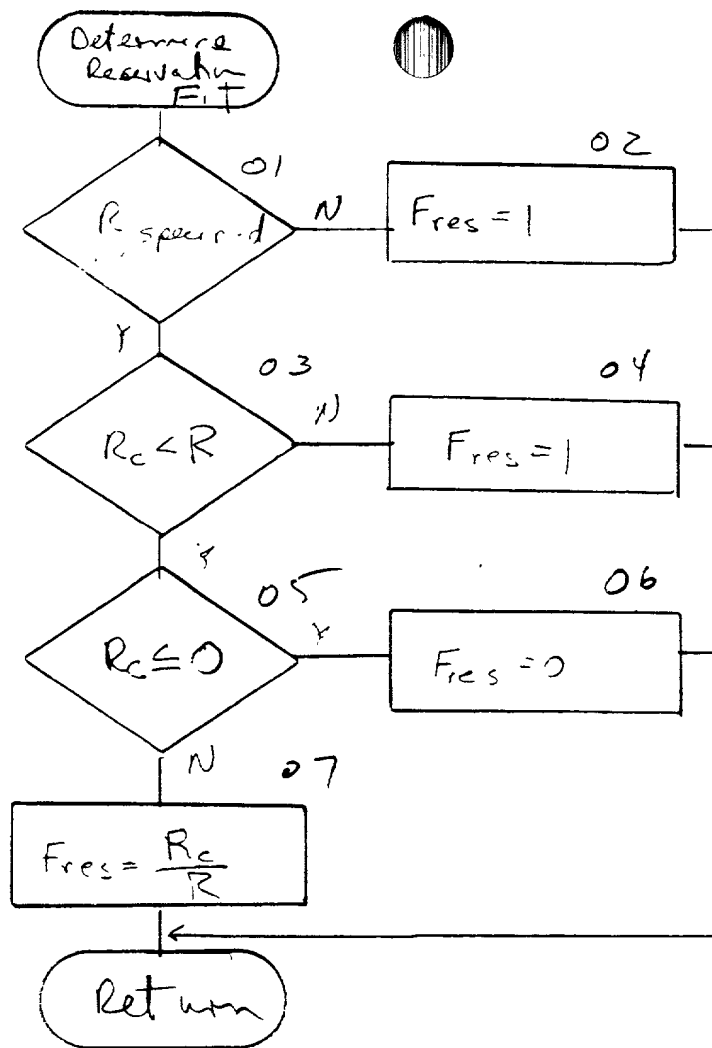 Determine
Reservation
FIT
01
R
N
02
Fres = 1
Y
03
Rc < R
N
04
Fres = 1
Y
05
Rc ≤ 0
Y
06
Fres = 0
N
07
Fres = Rc/R
Return